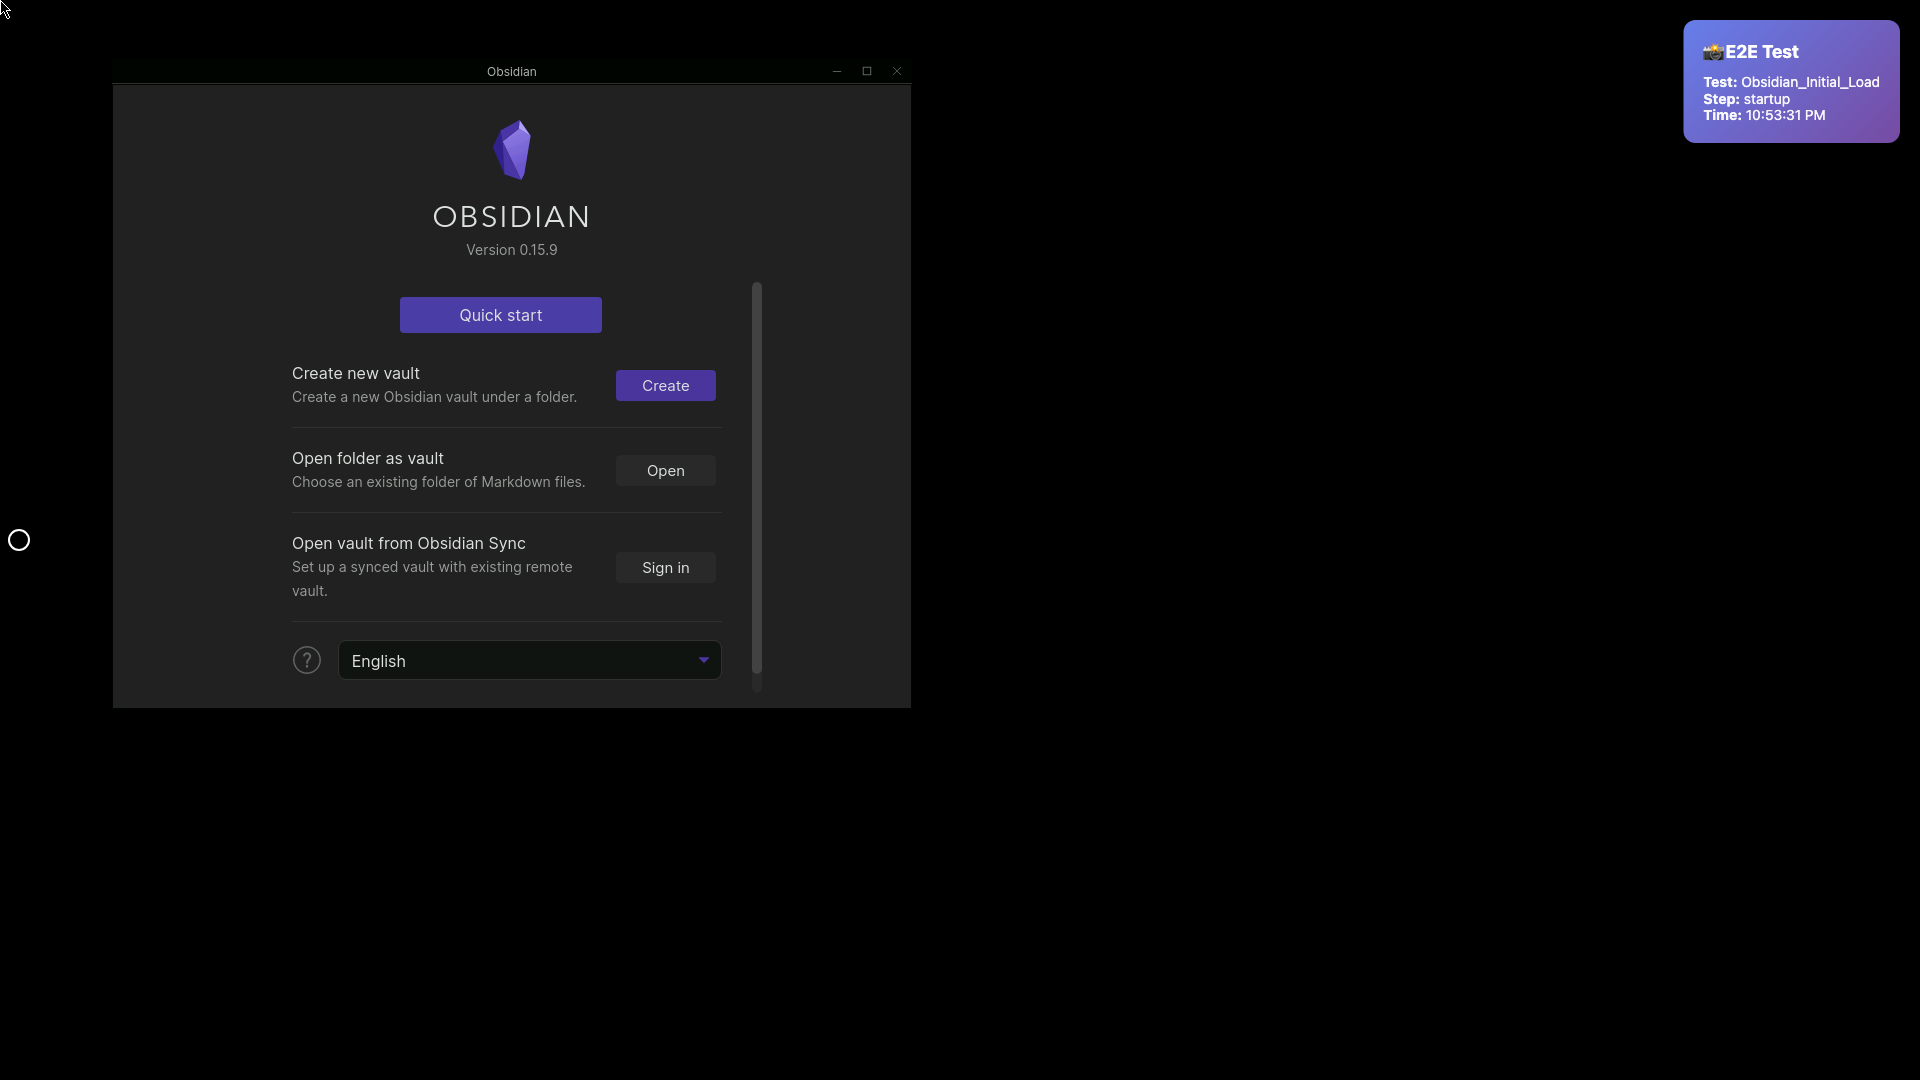 Obsidian
OBSIDIAN
Version 0.15.9
Quick start
Create new vault
Create a new Obsidian vault under a folder.
Create
Open folder as vault
Choose an existing folder of Markdown files.
Open
Open vault from Obsidian Sync
Set up a synced vault with existing remote
vault.
Sign in
?
English
📸E2E Test
Test: Obsidian_Initial_Load
Step: startup
Time: 10:53:31 PM